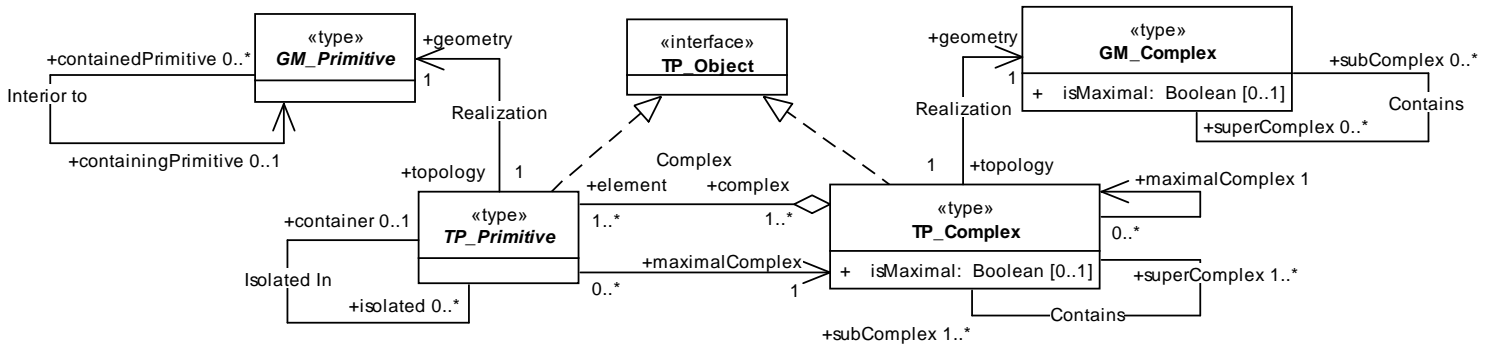 «type»
GM_Primitive
+containedPrimitive 0..*
Interior to
+containingPrimitive 0..1
+geometry
1
Realization
+topology 1
«interface»
TP_Object
+geometry
1
«type»
GM_Complex
+ isMaximal: Boolean [0..1]
+subComplex 0..*
Contains
+superComplex 0..*
Realization
1 +topology
Complex
+element +complex
1..* 1..*
«type»
TP_Primitive
+container 0..1
Isolated In
+isolated 0..*
+maximalComplex
0..* 1
«type»
TP_Complex
+ isMaximal: Boolean [0..1]
+maximalComplex 1
0..*
+superComplex 1..*
Contains
+subComplex 1..*